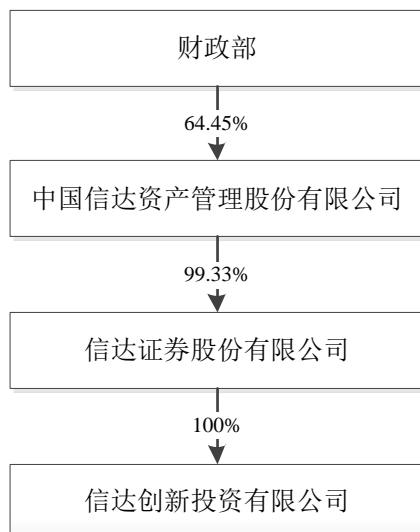 财政部
64.45%
中国信达资产管理股份有限公司
99.33%
信达证券股份有限公司
100%
信达创新投资有限公司